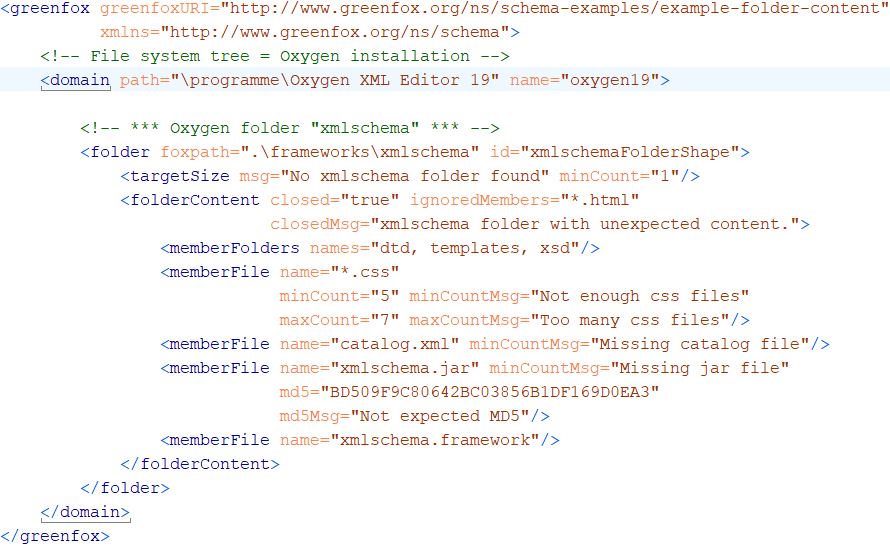 <greenfox greenfoxURI="http://www.greenfox.org/ns/schema-examples/example-folder-content"
xmlns="http://www.greenfox.org/ns/schema">
<!-- File system tree = Oxygen installation -->
<domain path="\programme\Oxygen XML Editor 19" name="oxygen19">
<!-- *** Oxygen folder "xmlschema" *** -->
<folder foxpath=".\frameworks\xmlschema" id="xmlschemaFolderShape">
<targetSize msg="No xmlschema folder found" minCount="1"/>
<folderContent closed="true" ignoredMembers="*.html"
closedMsg="xmlschema folder with unexpected content.">
<memberFolders names="dtd, templates, xsd"/>
<memberFile name="*.css"
minCount="5" minCountMsg="Not enough css files"
maxCount="7" maxCountMsg="Too many css files"/>
<memberFile name="catalog.xml" minCountMsg="Missing catalog file"/>
<memberFile name="xmlschema.jar" minCountMsg="Missing jar file"
md5="BD509F9C80642BC03856B1DF169D0EA3"
md5Msg="Not expected MD5"/>
<memberFile name="xmlschema.framework"/>
</folderContent>
</folder>
</domain>
</greenfox>